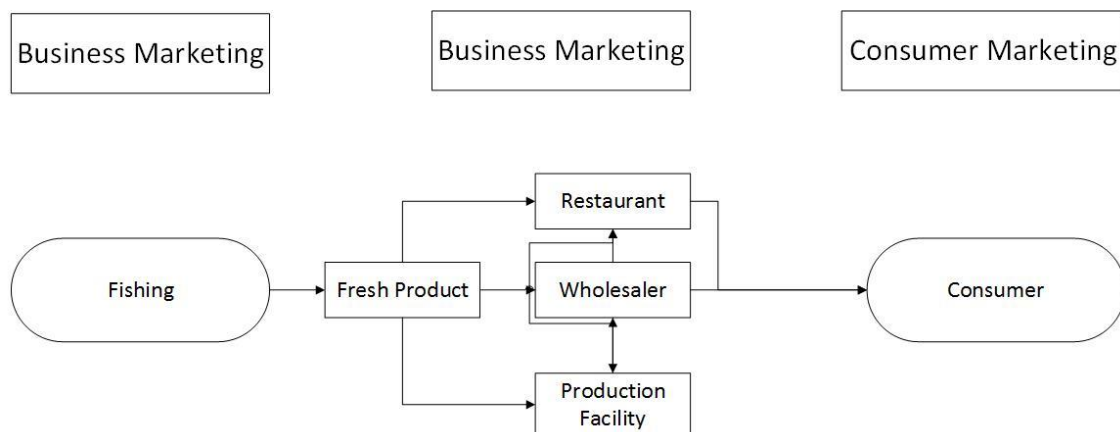 Business Marketing
Business Marketing
Consumer Marketing
Restaurant
Fishing
Fresh Product
Wholesaler
Consumer
Production
Facility